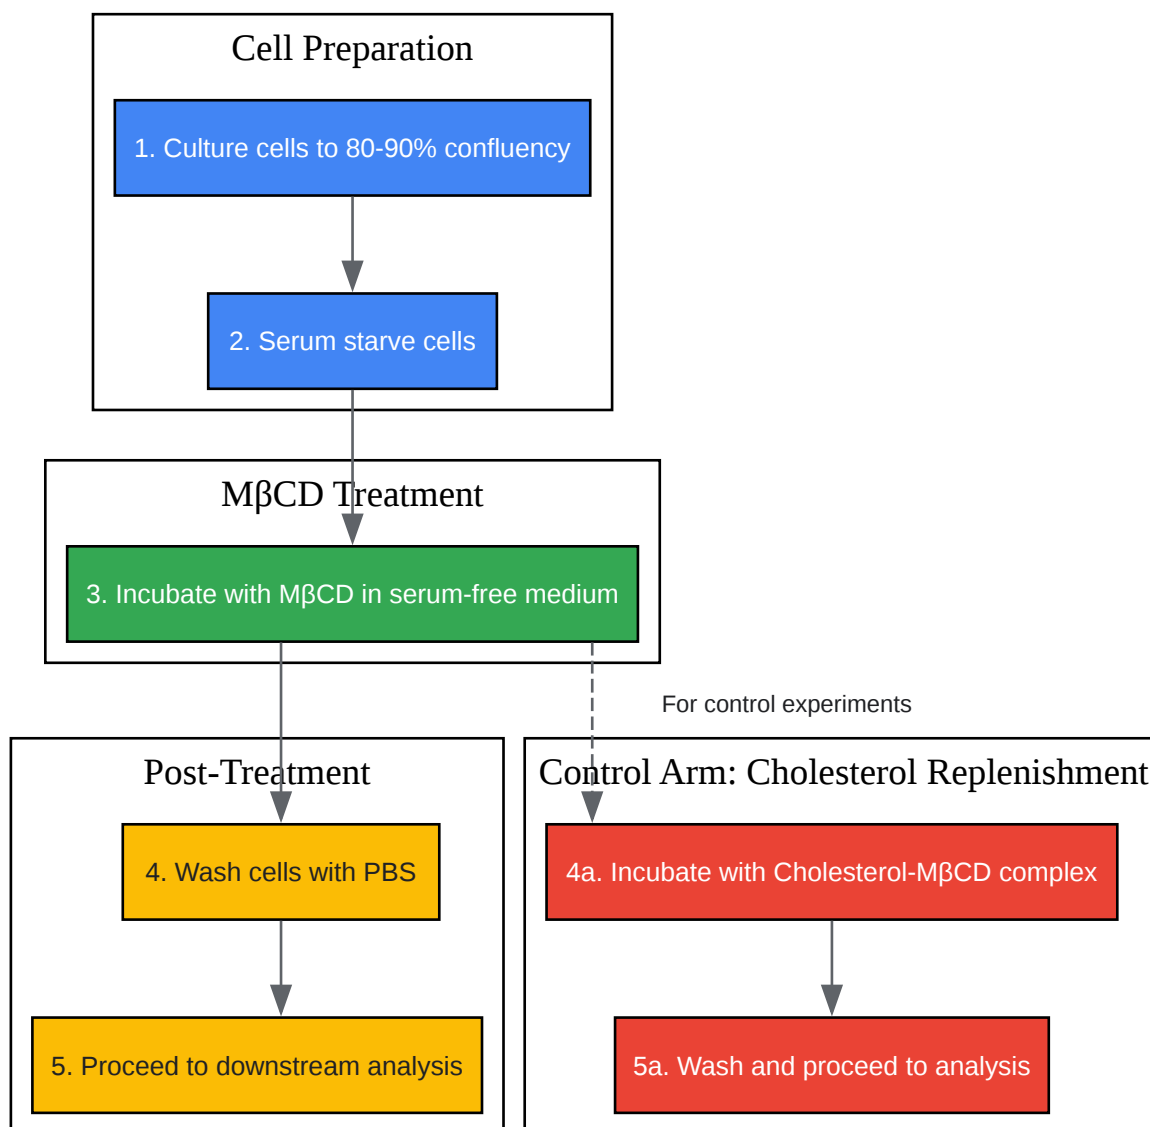 Cell Preparation
1. Culture cells to 80-90% confluency
2. Serum starve cells
MβCD Treatment
3. Incubate with MβCD in serum-free medium
For control experiments
Post-Treatment
4. Wash cells with PBS
5. Proceed to downstream analysis
Control Arm: Cholesterol Replenishment
4a. Incubate with Cholesterol-MβCD complex
5a. Wash and proceed to analysis